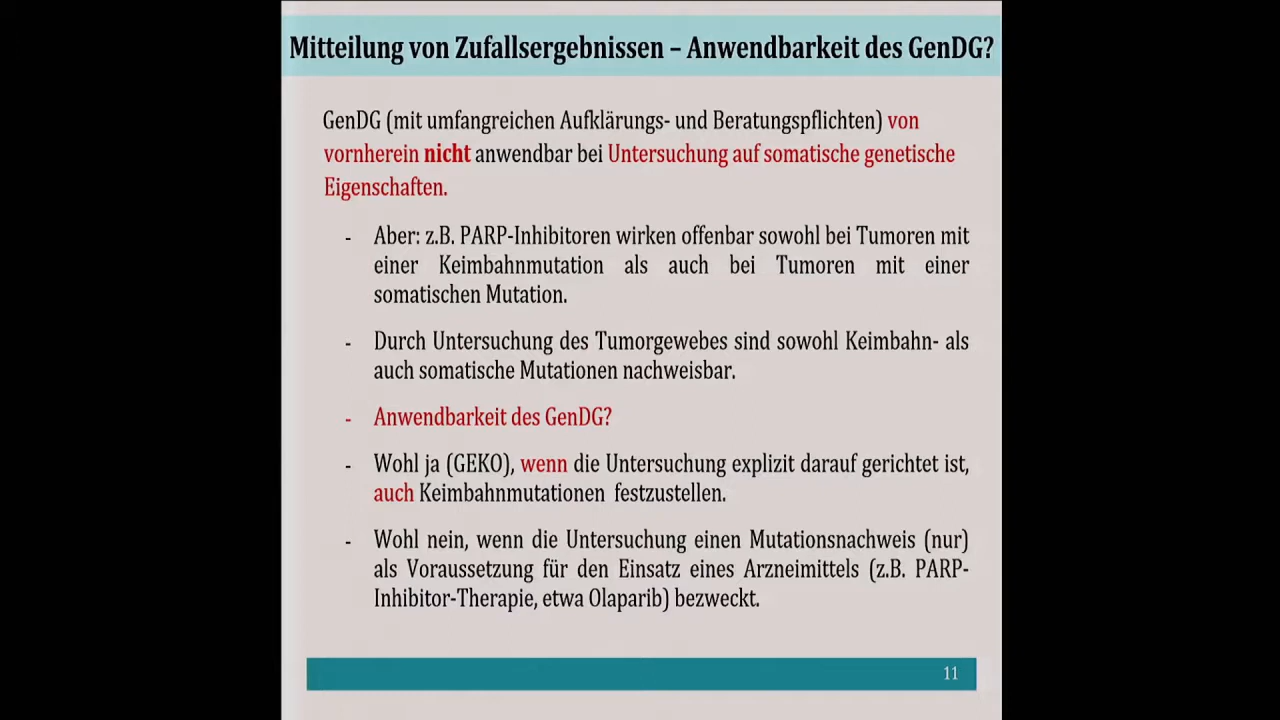 Mitteilung von Zufallsergebnissen – Anwendbarkeit des GenDG?
GenDG (mit umfangreichen Aufklärungs- und Beratungspflichten) von
vornherein nicht anwendbar bei Untersuchung auf somatische genetische
Eigenschaften.
- Aber: z.B. PARP-Inhibitoren wirken offenbar sowohl bei Tumoren mit
einer Keimbahnmutation als auch bei Tumoren mit einer
somatischen Mutation.
- Durch Untersuchung des Tumorgewebes sind sowohl Keimbahn- als
auch somatische Mutationen nachweisbar.
- Anwendbarkeit des GenDG?
- Wohl ja (GEKO), wenn die Untersuchung explizit darauf gerichtet ist,
auch Keimbahnmutationen festzustellen.
- Wohl nein, wenn die Untersuchung einen Mutationsnachweis (nur)
als Voraussetzung für den Einsatz eines Arzneimittels (z.B. PARP-
Inhibitor-Therapie, etwa Olaparib) bezweckt.
11